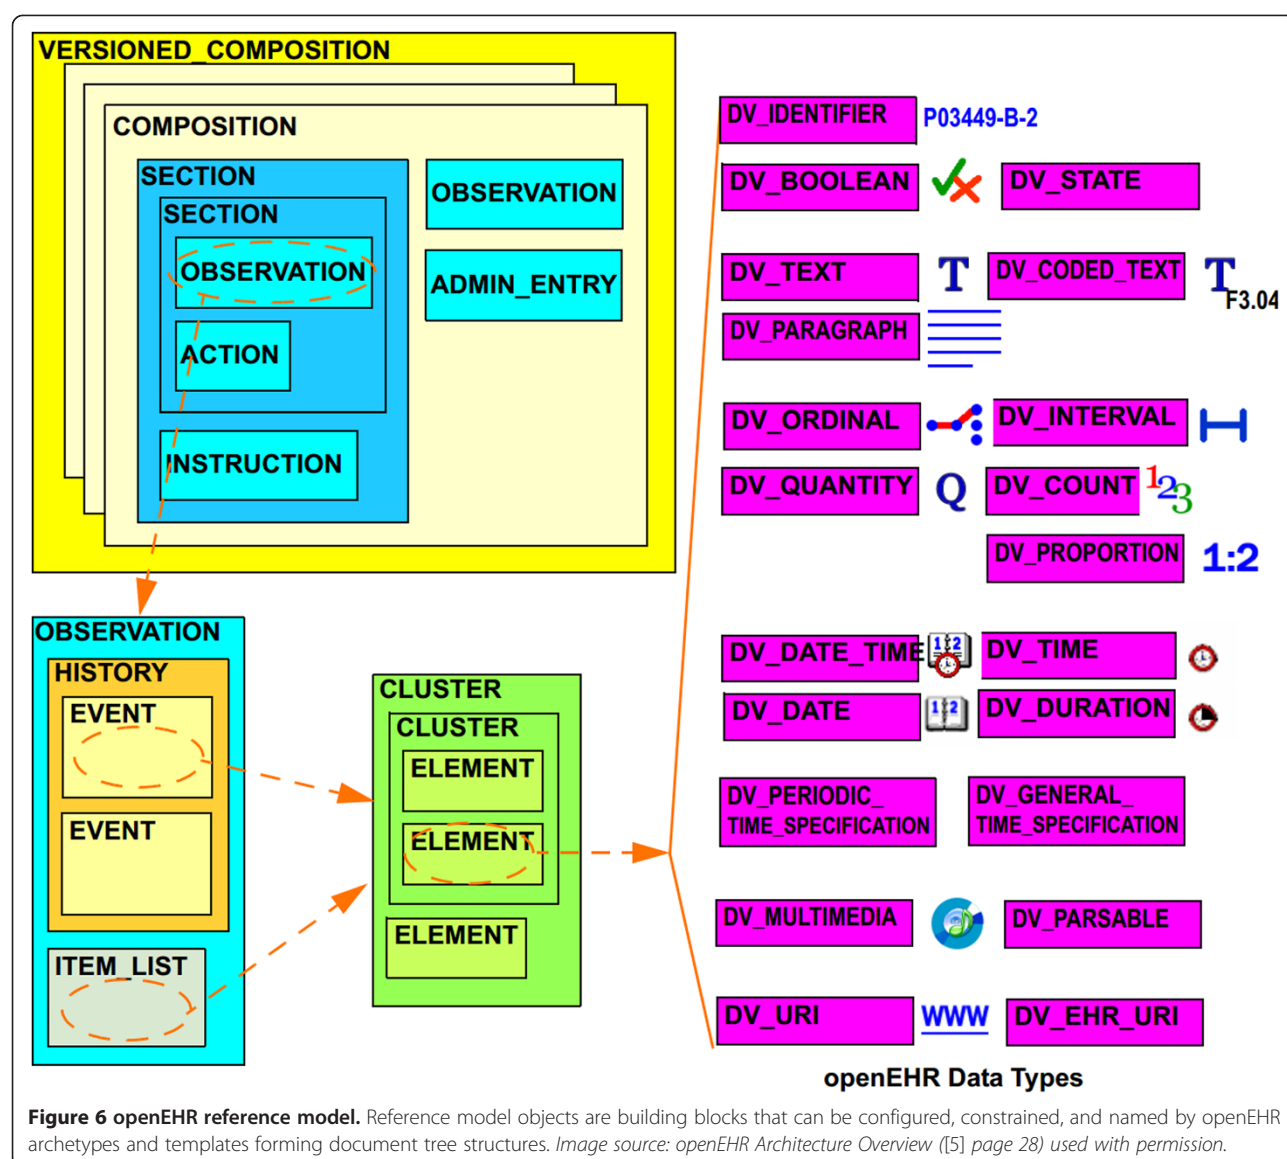 VERSIONED_COMPOSITION
COMPOSITION
SECTION
SECTION
OBSERVATION
ACTION
INSTRUCTION
OBSERVATION
ADMIN_ENTRY
OBSERVATION
HISTORY
EVENT
EVENT
ITEM_LIST
CLUSTER
CLUSTER
ELEMENT
ELEMENT
ELEMENT
DV_IDENTIFIER P03449-B-2
DV_BOOLEAN DV_STATE
DV_TEXT T DV_CODED_TEXT T F3.04
DV_PARAGRAPH
DV_ORDINAL DV_INTERVAL
DV_QUANTITY Q DV_COUNT 123
DV_PROPORTION 1:2
DV_DATE_TIME 1 2 DV_TIME
DV_DATE 1 2 DV_DURATION
DV_PERIODIC_
TIME_SPECIFICATION
DV_GENERAL_
TIME_SPECIFICATION
DV_MULTIMEDIA DV_PARSABLE
DV_URI WWW DV_EHR_URI
openEHR Data Types
Figure 6 openEHR reference model. Reference model objects are building blocks that can be configured, constrained, and named by openEHR
archetypes and templates forming document tree structures. Image source: openEHR Architecture Overview ([5] page 28) used with permission.